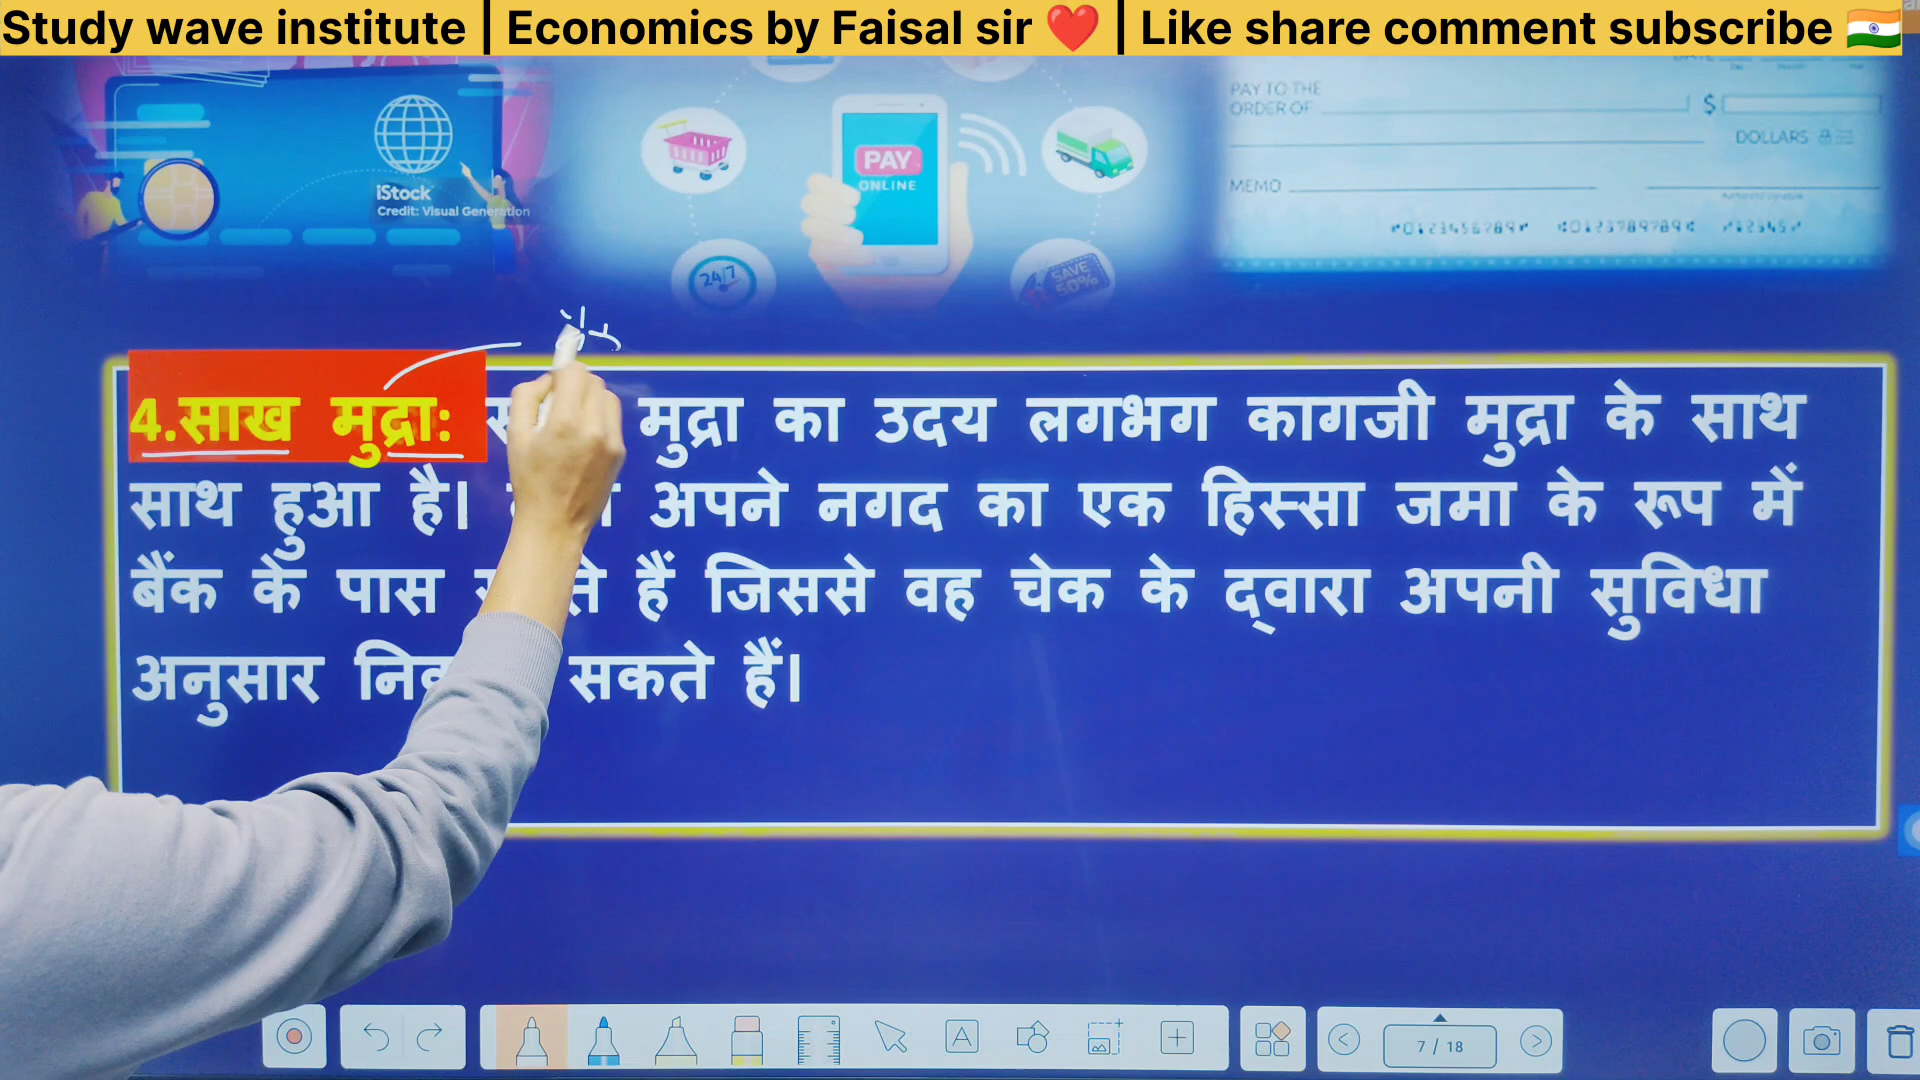 Study wave institute | Economics by Faisal sir ❤️ | Like share comment subscribe 🇮🇳
iStock
Credit: Visual Generation
PAY
ONLINE
24/7
SAVE
50%
PAY TO THE
ORDER OF
$
DOLLARS
MEMO
4.साख मुद्रा: मुद्रा का उदय लगभग कागजी मुद्रा के साथ
साथ हुआ है। अपने नगद का एक हिस्सा जमा के रूप में
बैंक के पास हैं जिससे वह चेक के द्वारा अपनी सुविधा
अनुसार सकते हैं।
A
7 / 18